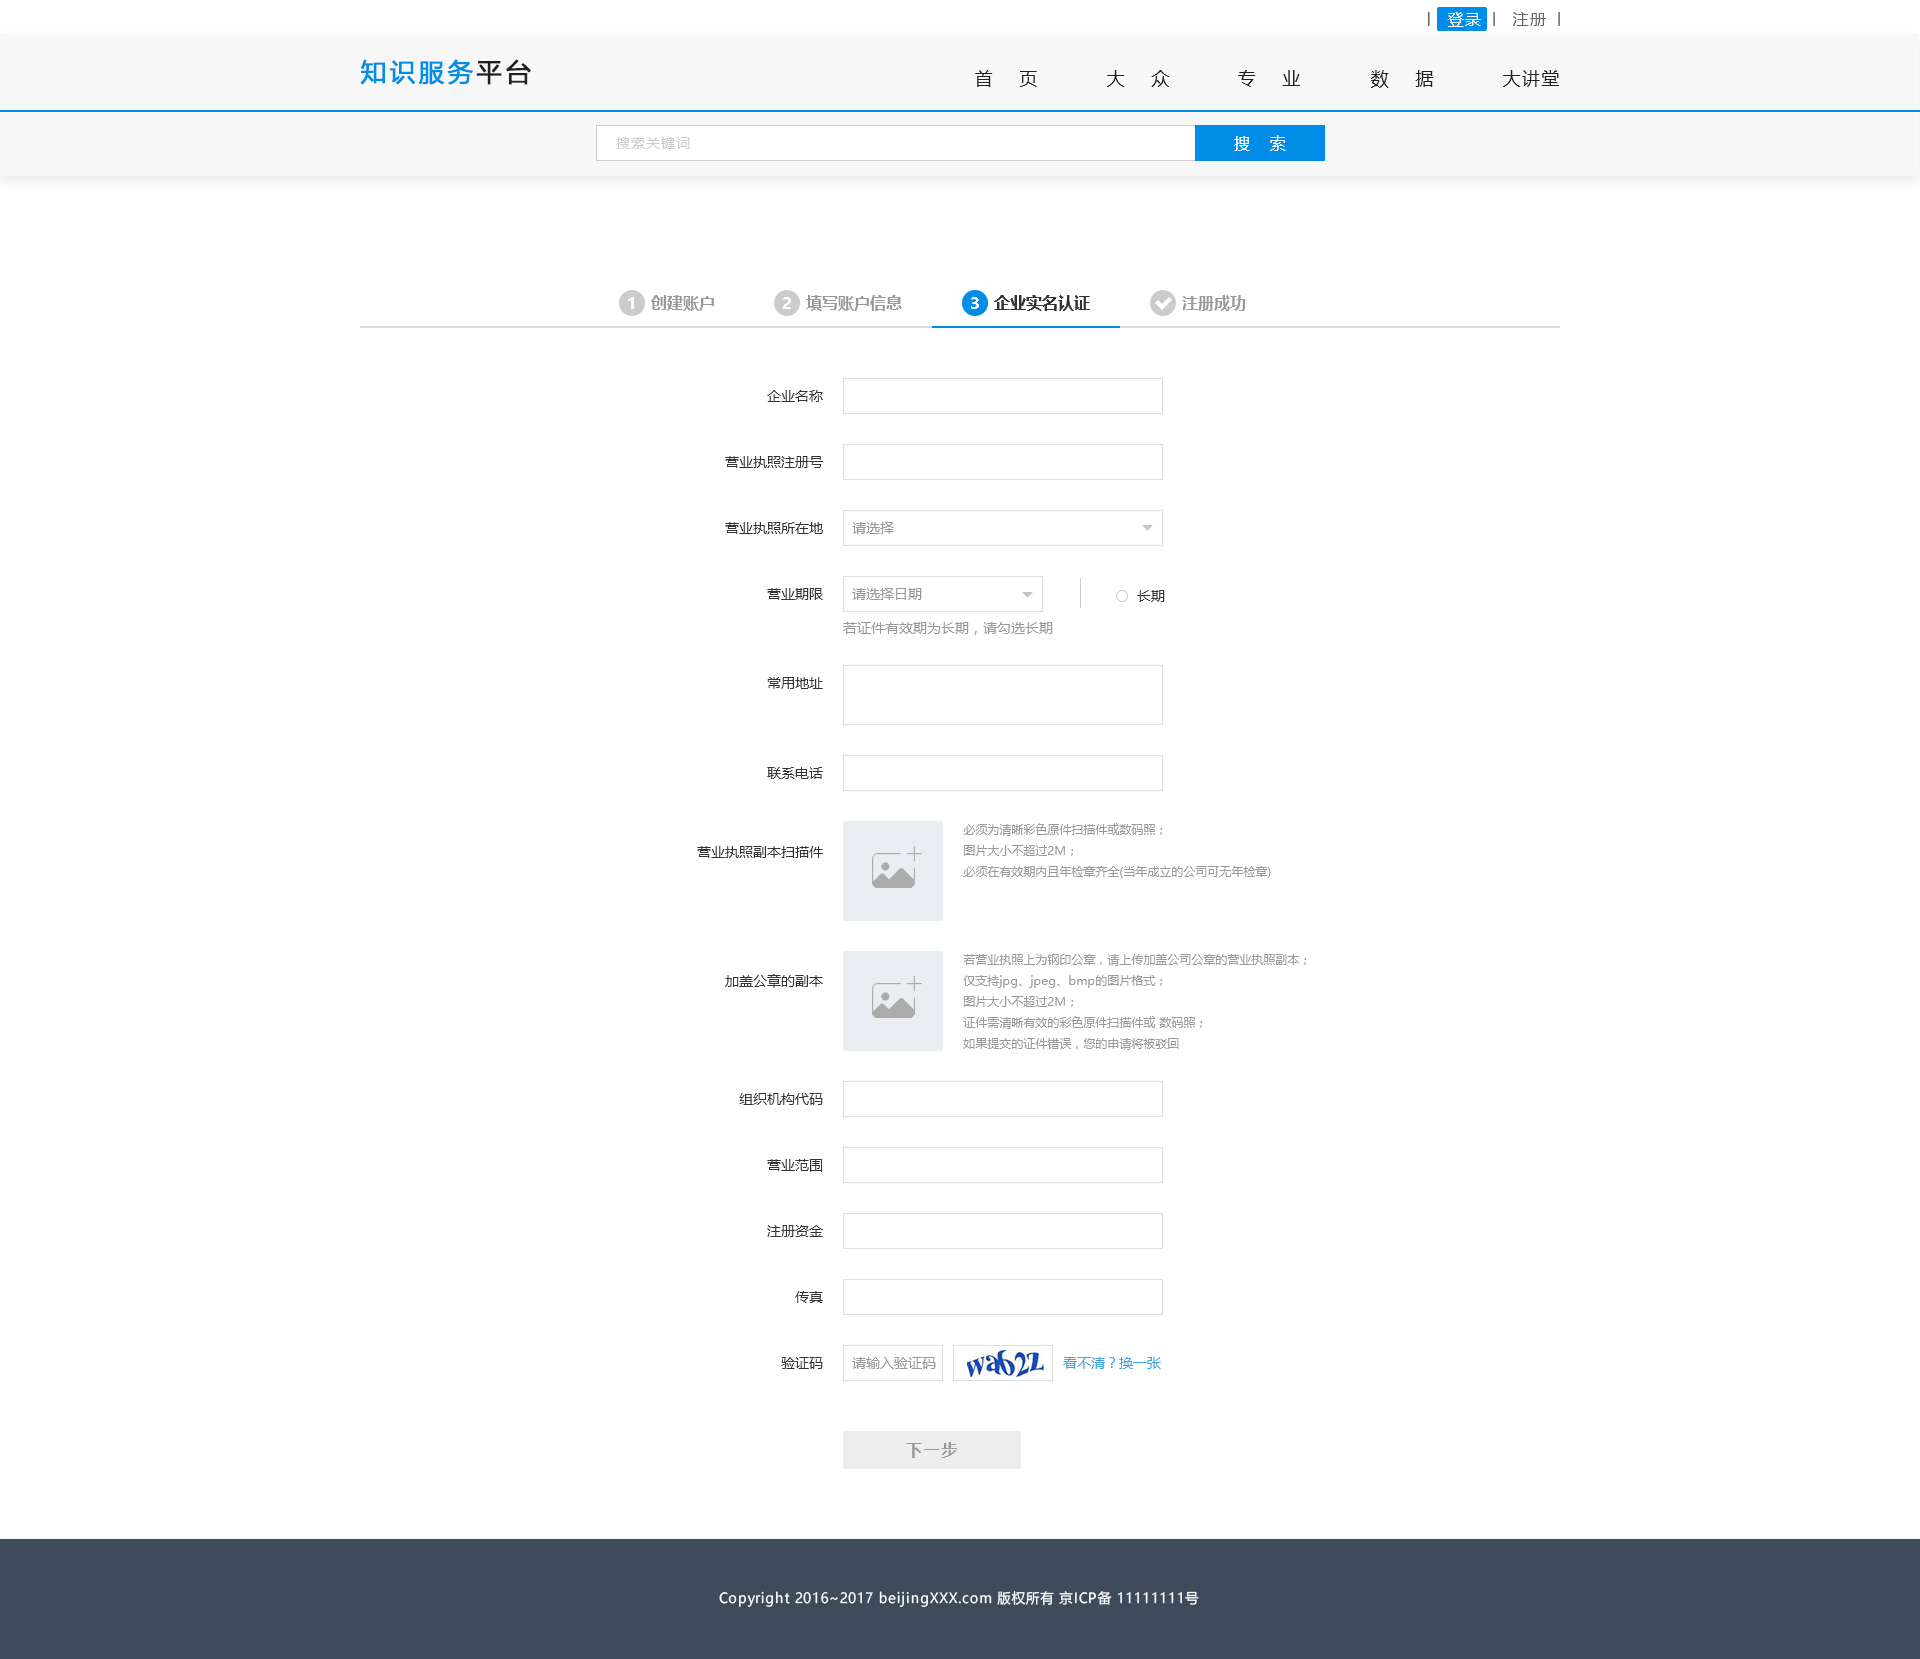 登录 注册
知识服务平台
首 页 大 众 专 业 数 据 大讲堂
搜索关键词 搜 索
1 创建账户 2 填写账户信息 3 企业实名认证 注册成功
企业名称
营业执照注册号
营业执照所在地 请选择
营业期限 请选择日期 长期
若证件有效期为长期，请勾选长期
常用地址
联系电话
营业执照副本扫描件
必须为清晰彩色原件扫描件或数码照；
图片大小不超过2M；
必须在有效期内且年检章齐全(当年成立的公司可无年检章)
加盖公章的副本
若营业执照上为钢印公章，请上传加盖公司公章的营业执照副本；
仅支持jpg、jpeg、bmp的图片格式；
图片大小不超过2M；
证件需清晰有效的彩色原件扫描件或 数码照；
如果提交的证件错误，您的申请将被驳回
组织机构代码
营业范围
注册资金
传真
验证码 请输入验证码 wab2z 看不清？换一张
下一步
Copyright 2016~2017 beijingXXX.com 版权所有 京ICP备 11111111号